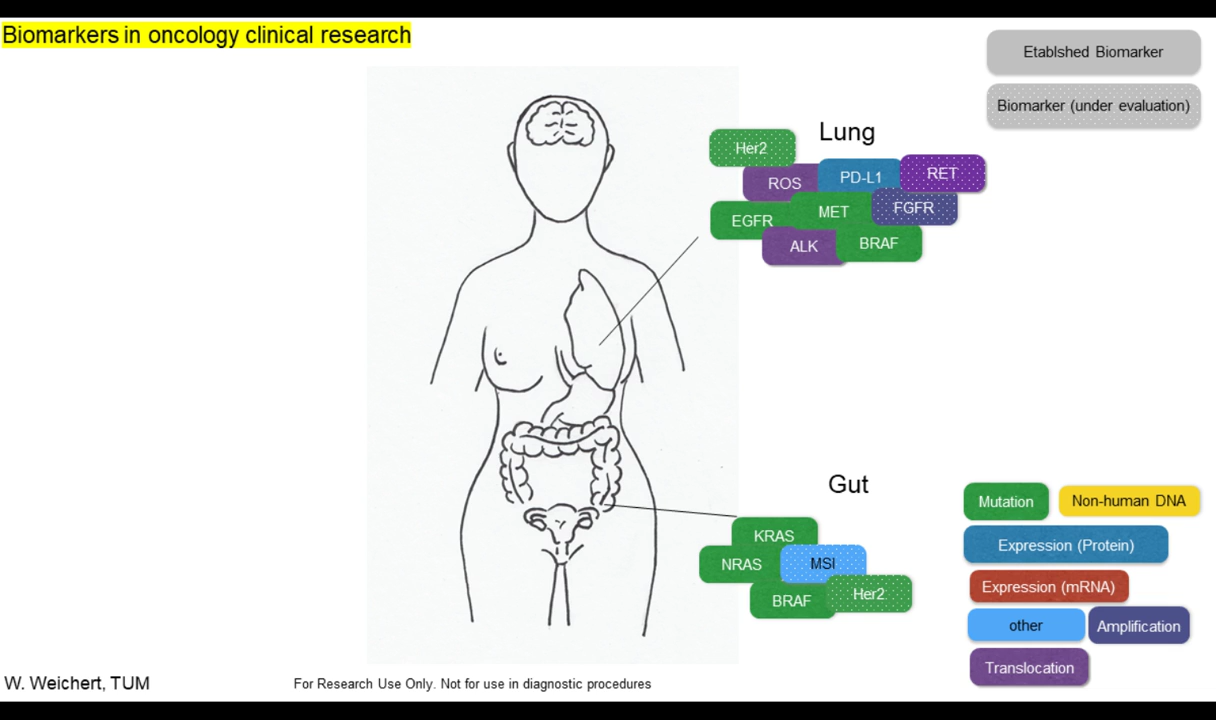 Biomarkers in oncology clinical research
Etablshed Biomarker
Biomarker (under evaluation)
Lung
Her2
ROS
PD-L1
RET
EGFR
MET
FGFR
ALK
BRAF
Gut
KRAS
NRAS
MSI
BRAF
Her2
Mutation
Non-human DNA
Expression (Protein)
Expression (mRNA)
other
Amplification
Translocation
W. Weichert, TUM
For Research Use Only. Not for use in diagnostic procedures